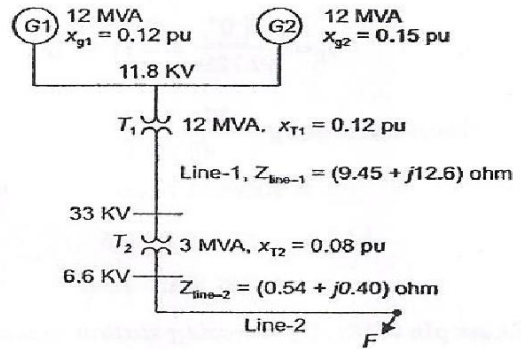 G1 12 MVA
x_g1 = 0.12 pu
G2 12 MVA
x_g2 = 0.15 pu
11.8 KV
T₁ 12 MVA, x_T1 = 0.12 pu
Line-1, Z_line–1 = (9.45 + j12.6) ohm
33 KV
T₂ 3 MVA, x_T2 = 0.08 pu
6.6 KV
Z_line–2 = (0.54 + j0.40) ohm
Line-2
F